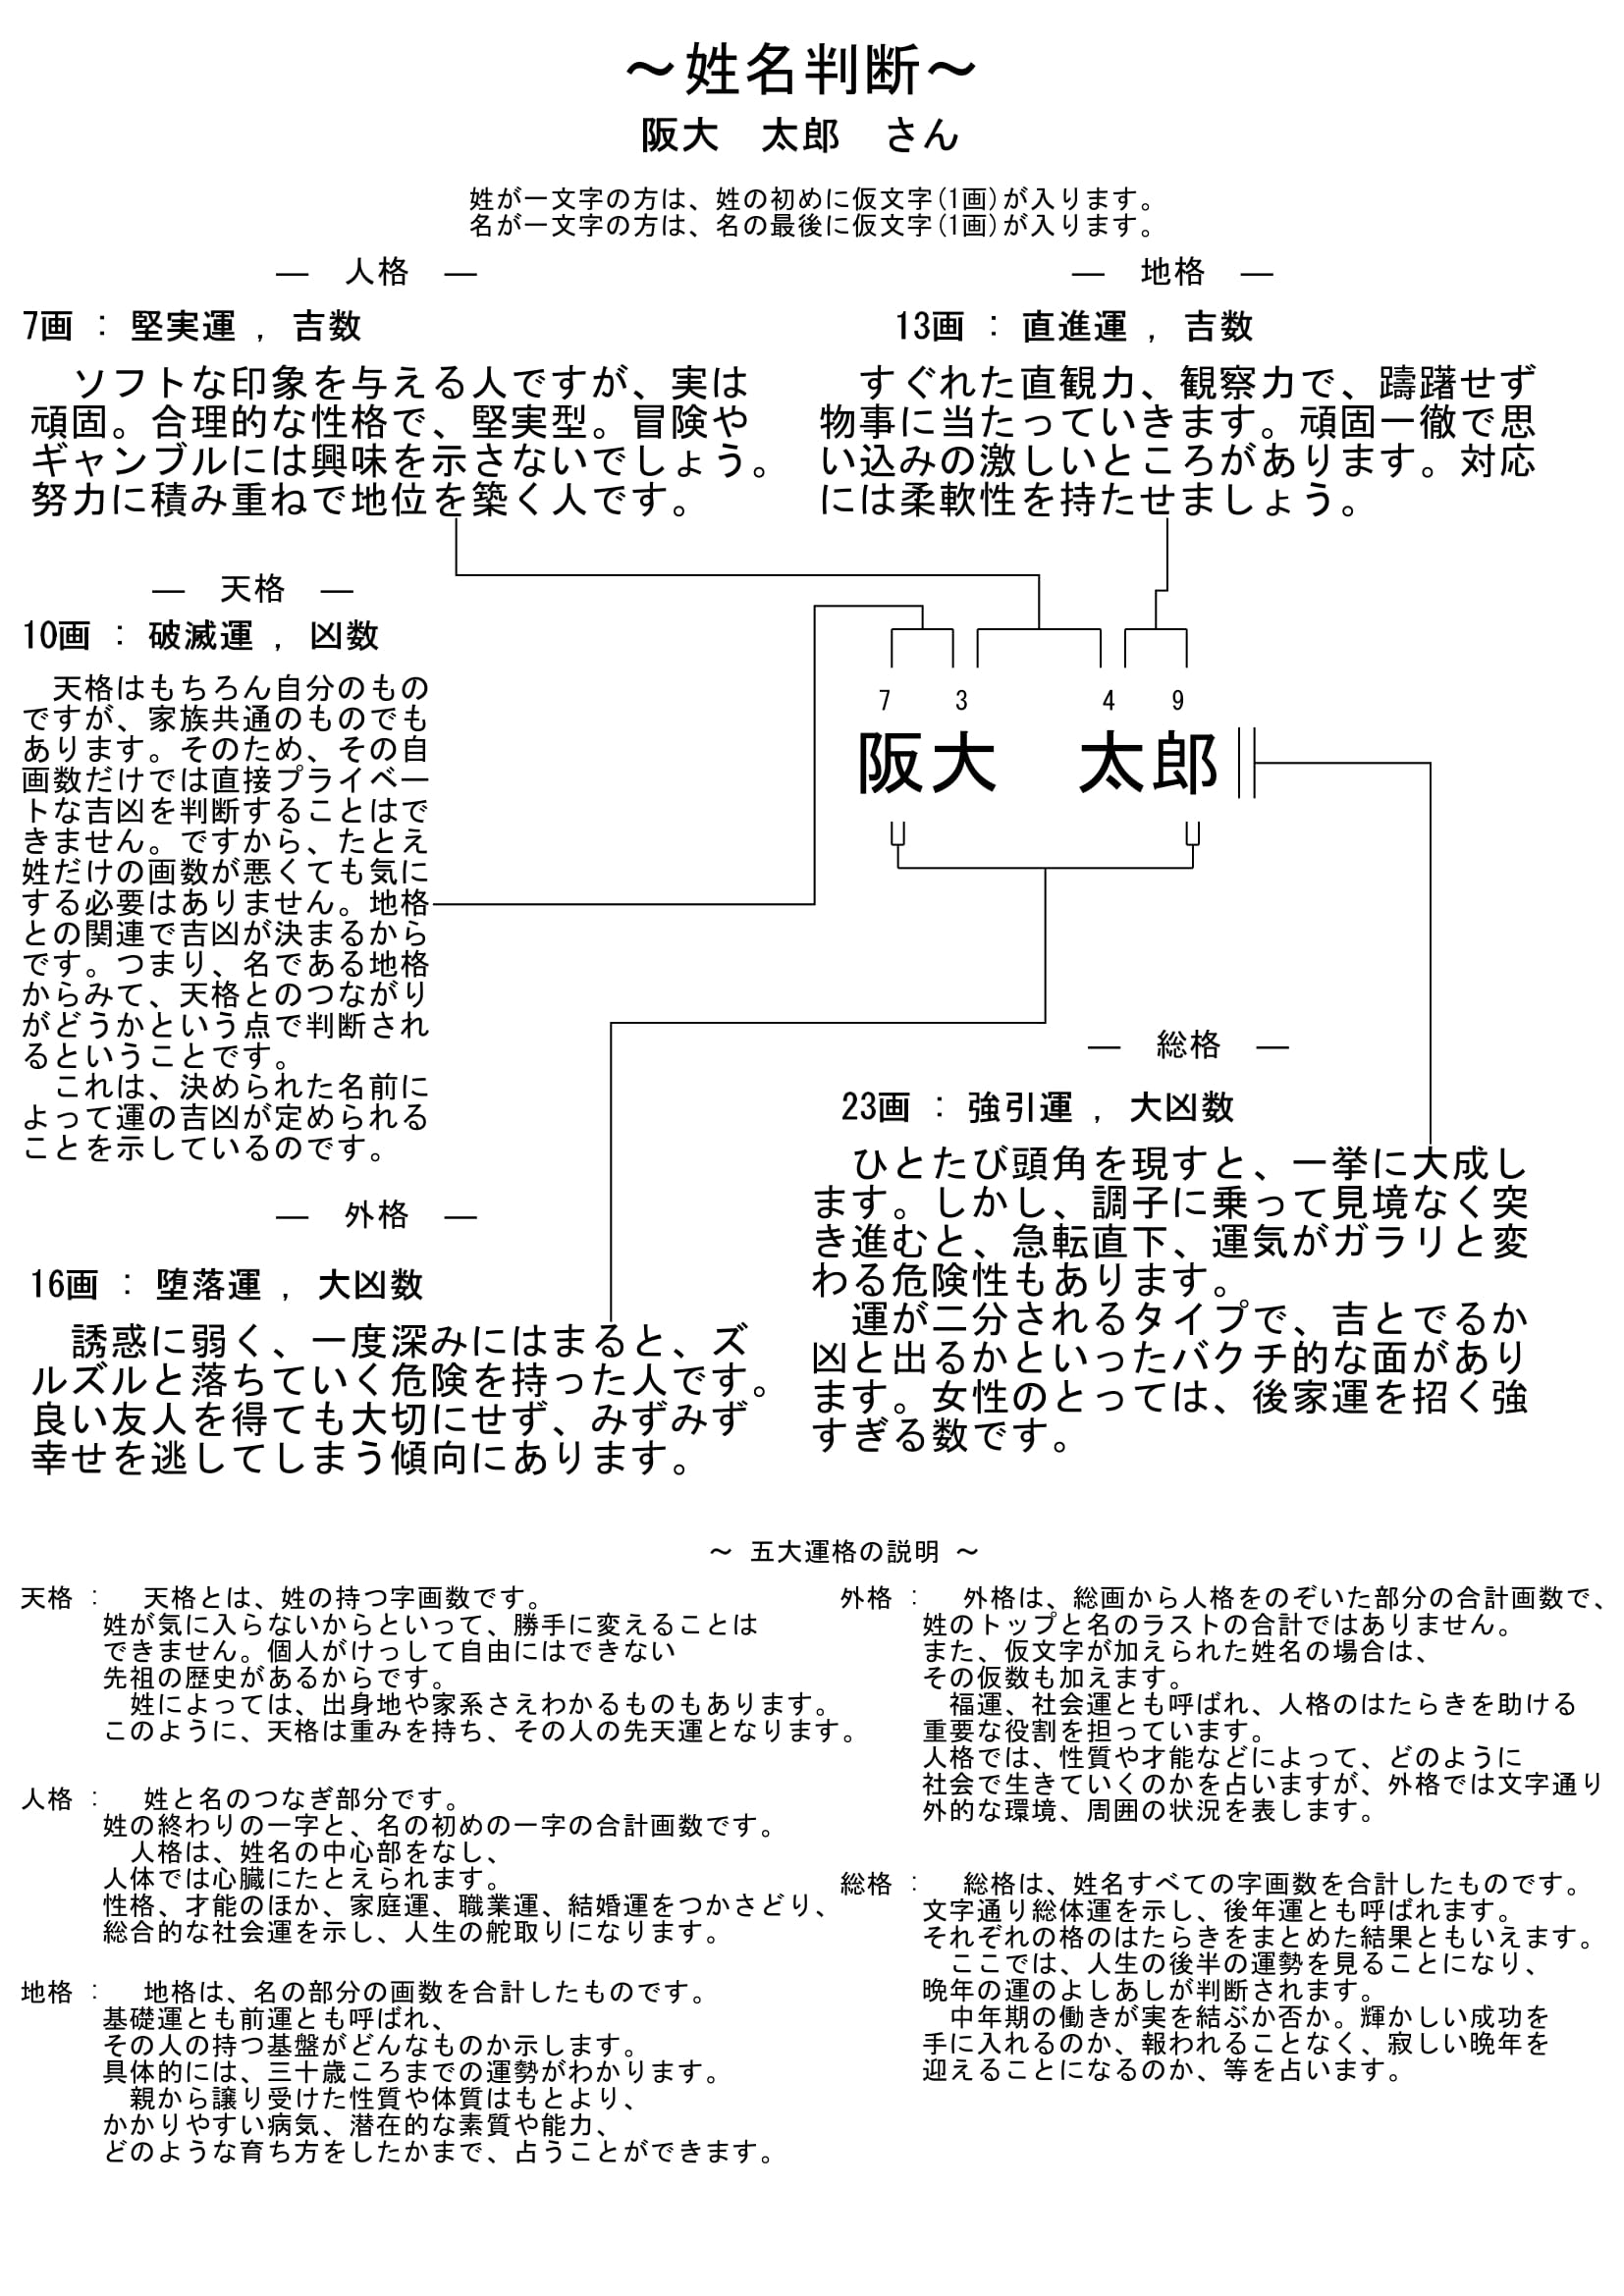 ～姓名判断～
阪大　太郎　さん
姓が一文字の方は、姓の初めに仮文字(1画)が入ります。
名が一文字の方は、名の最後に仮文字(1画)が入ります。
―　人格　―
7画 : 堅実運 , 吉数
　ソフトな印象を与える人ですが、実は
頑固。合理的な性格で、堅実型。冒険や
ギャンブルには興味を示さないでしょう。
努力に積み重ねで地位を築く人です。
―　地格　―
13画 : 直進運 , 吉数
　すぐれた直観力、観察力で、躊躇せず
物事に当たっていきます。頑固一徹で思
い込みの激しいところがあります。対応
には柔軟性を持たせましょう。
―　天格　―
10画 : 破滅運 , 凶数
　天格はもちろん自分のもの
ですが、家族共通のものでも
あります。そのため、その自
画数だけでは直接プライベー
トな吉凶を判断することはで
きません。ですから、たとえ
姓だけの画数が悪くても気に
する必要はありません。地格
との関連で吉凶が決まるから
です。つまり、名である地格
からみて、天格とのつながり
がどうかという点で判断され
るということです。
　これは、決められた名前に
よって運の吉凶が定められる
ことを示しているのです。
7 3 4 9
阪大　太郎
―　外格　―
16画 : 堕落運 , 大凶数
　誘惑に弱く、一度深みにはまると、ズ
ルズルと落ちていく危険を持った人です。
良い友人を得ても大切にせず、みずみず
幸せを逃してしまう傾向にあります。
―　総格　―
23画 : 強引運 , 大凶数
　ひとたび頭角を現すと、一挙に大成し
ます。しかし、調子に乗って見境なく突
き進むと、急転直下、運気がガラリと変
わる危険性もあります。
　運が二分されるタイプで、吉とでるか
凶と出るかといったバクチ的な面があり
ます。女性のとっては、後家運を招く強
すぎる数です。
～ 五大運格の説明 ～
天格 :　天格とは、姓の持つ字画数です。
姓が気に入らないからといって、勝手に変えることは
できません。個人がけっして自由にはできない
先祖の歴史があるからです。
　姓によっては、出身地や家系さえわかるものもあります。
このように、天格は重みを持ち、その人の先天運となります。
人格 :　姓と名のつなぎ部分です。
姓の終わりの一字と、名の初めの一字の合計画数です。
　人格は、姓名の中心部をなし、
人体では心臓にたとえられます。
性格、才能のほか、家庭運、職業運、結婚運をつかさどり、
総合的な社会運を示し、人生の舵取りになります。
地格 :　地格は、名の部分の画数を合計したものです。
基礎運とも前運とも呼ばれ、
その人の持つ基盤がどんなものか示します。
具体的には、三十歳ころまでの運勢がわかります。
　親から譲り受けた性質や体質はもとより、
かかりやすい病気、潜在的な素質や能力、
どのような育ち方をしたかまで、占うことができます。
外格 :　外格は、総画から人格をのぞいた部分の合計画数で、
姓のトップと名のラストの合計ではありません。
また、仮文字が加えられた姓名の場合は、
その仮数も加えます。
　福運、社会運とも呼ばれ、人格のはたらきを助ける
重要な役割を担っています。
人格では、性質や才能などによって、どのように
社会で生きていくのかを占いますが、外格では文字通り
外的な環境、周囲の状況を表します。
総格 :　総格は、姓名すべての字画数を合計したものです。
文字通り総体運を示し、後年運とも呼ばれます。
それぞれの格のはたらきをまとめた結果ともいえます。
　ここでは、人生の後半の運勢を見ることになり、
晩年の運のよしあしが判断されます。
　中年期の働きが実を結ぶか否か。輝かしい成功を
手に入れるのか、報われることなく、寂しい晩年を
迎えることになるのか、等を占います。